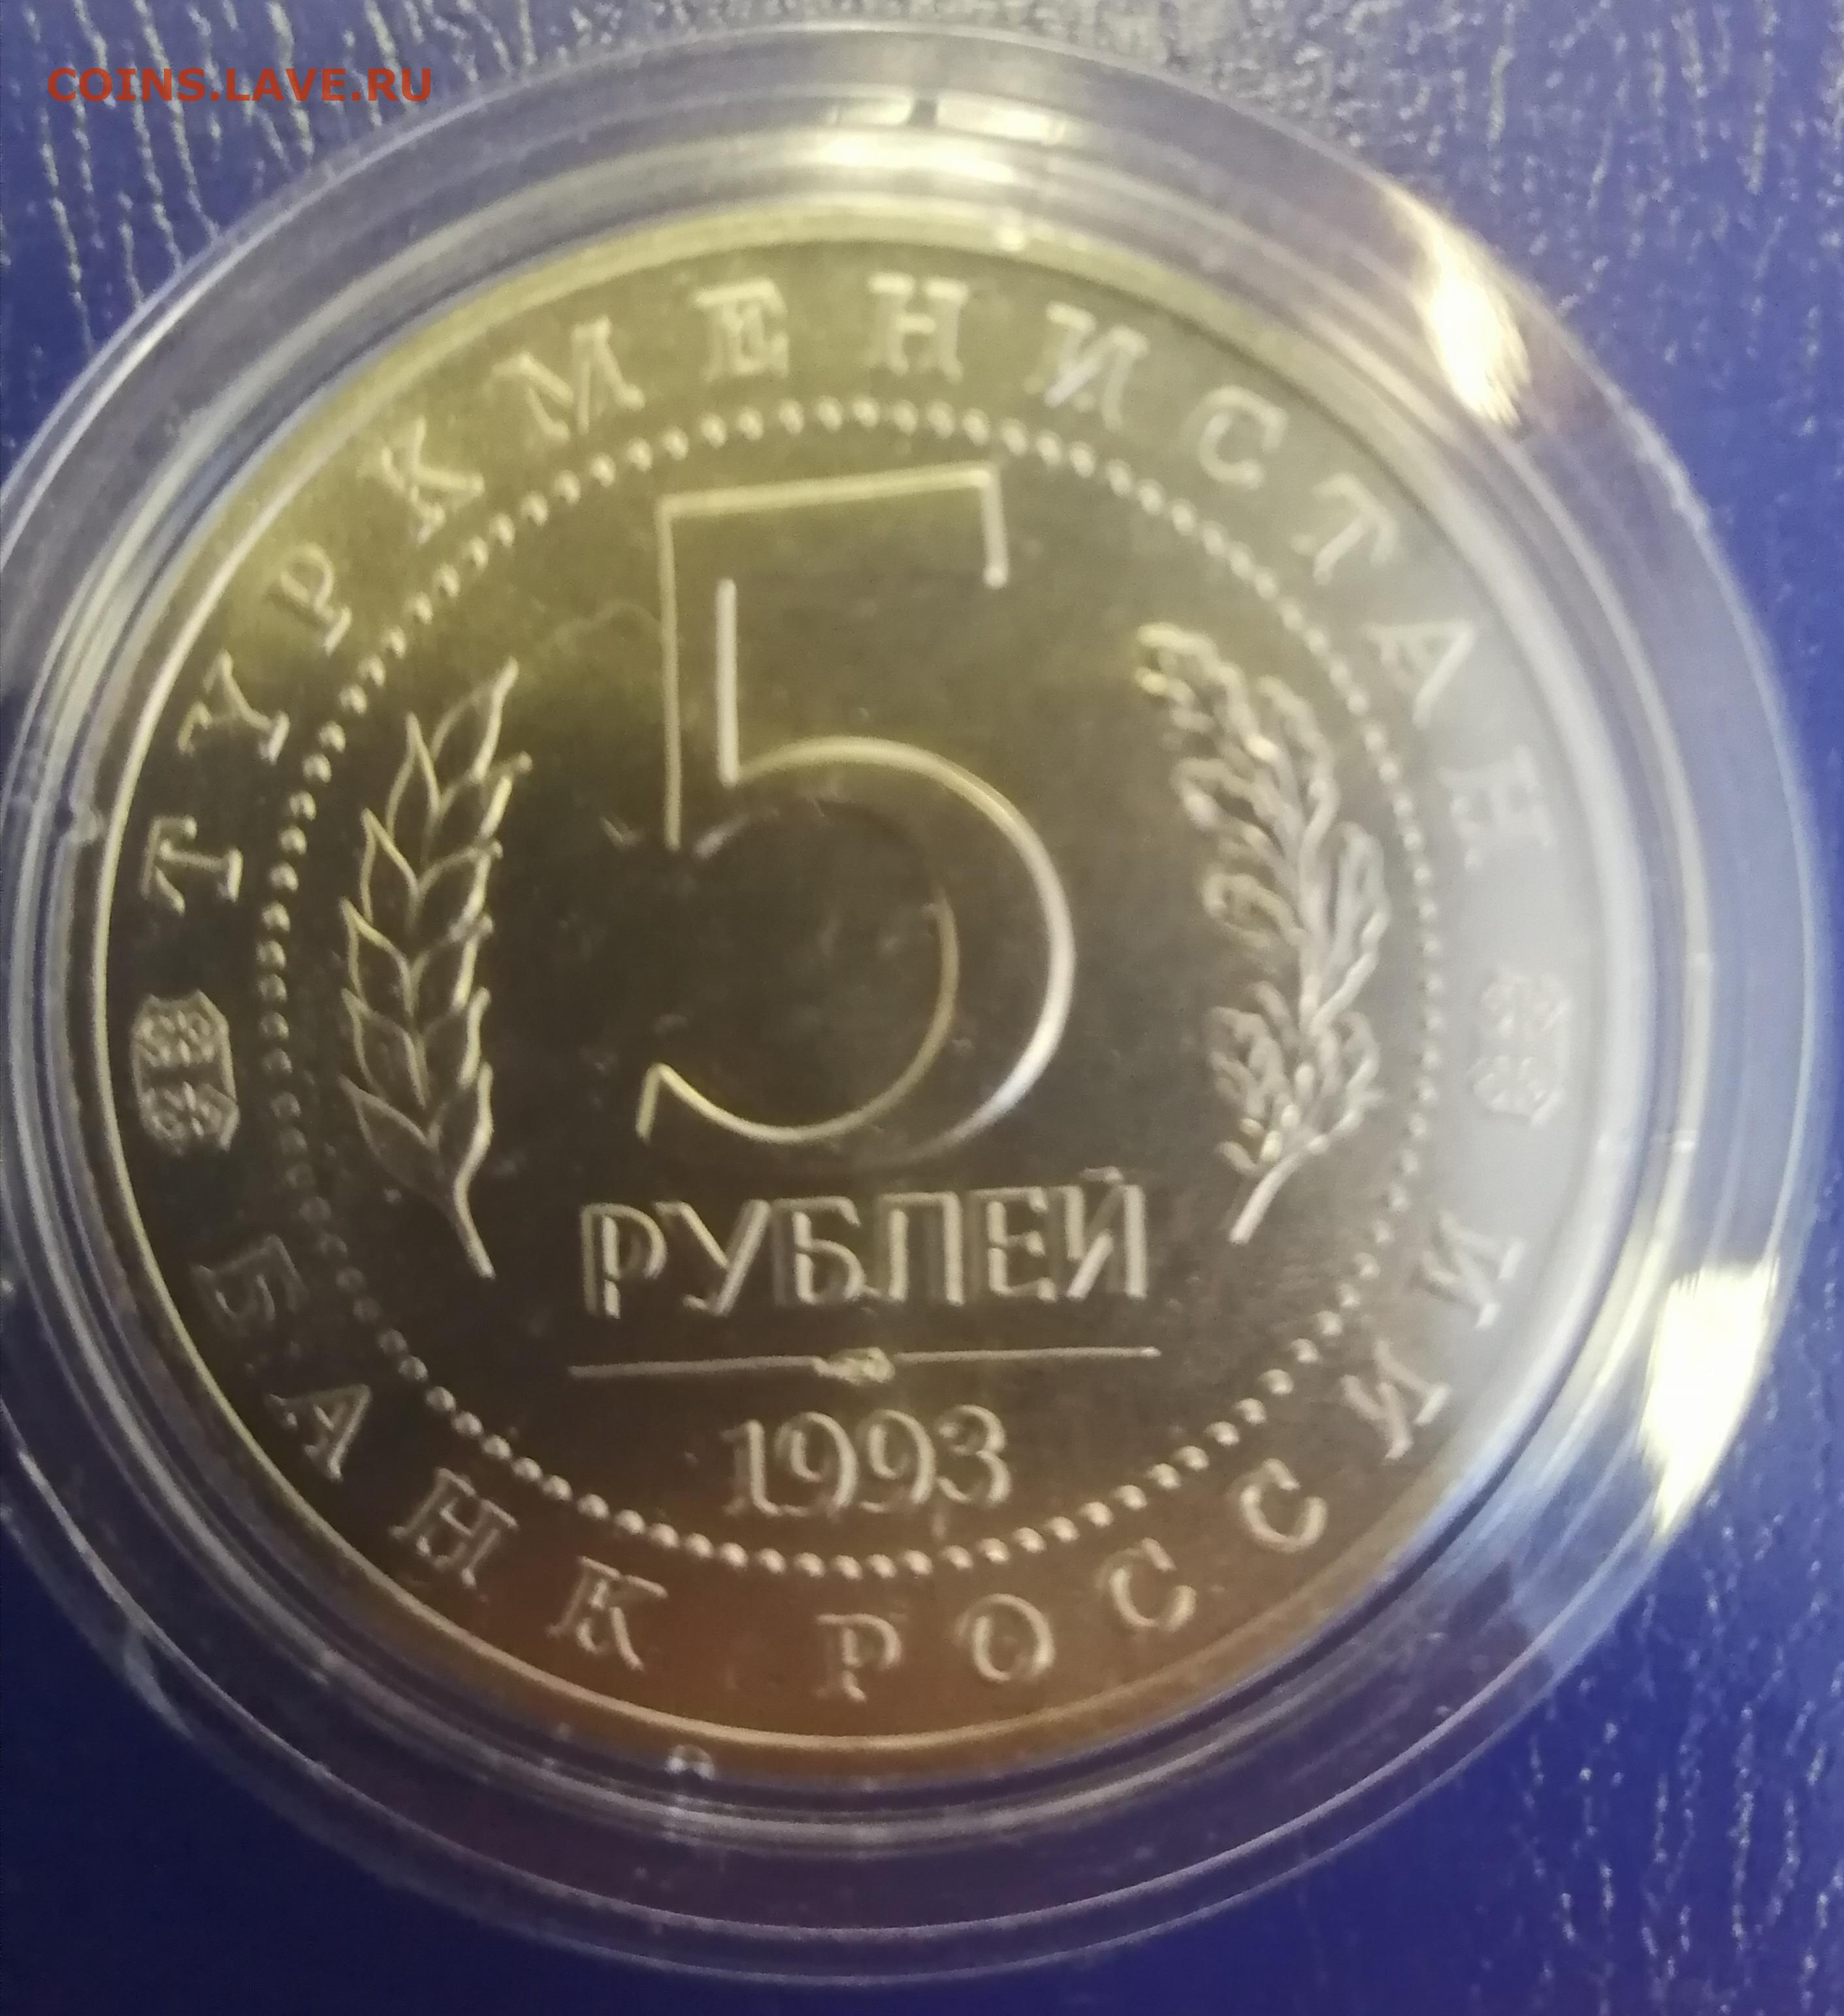 COINS.LAVE.RU
ТУРКМЕНИСТАН
5
РУБЛЕЙ
1993
БАНК РОССИИ